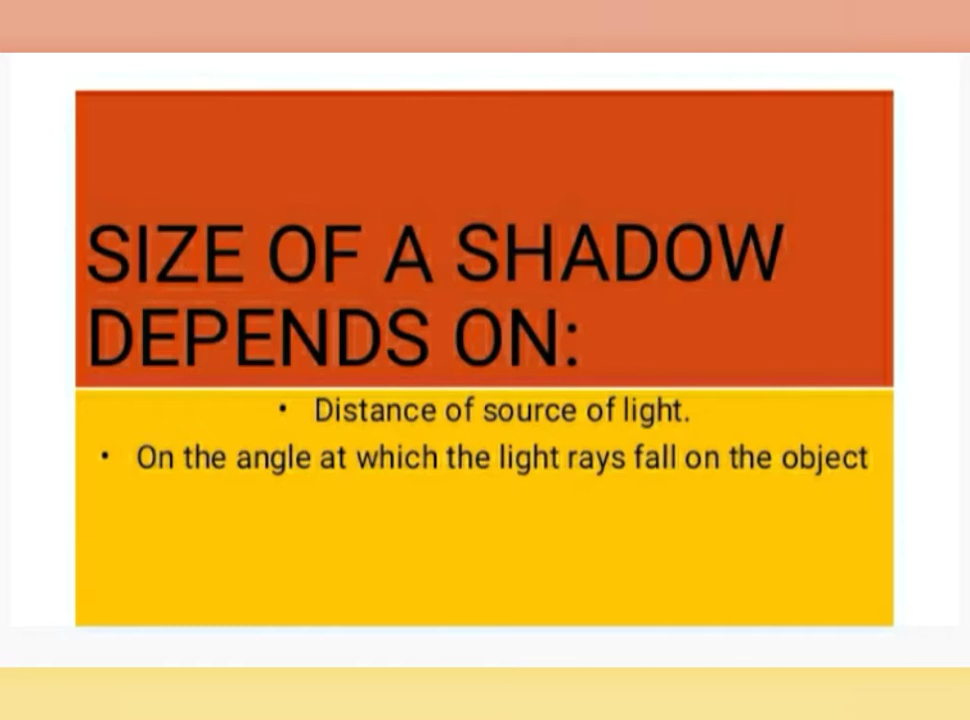 SIZE OF A SHADOW
DEPENDS ON:
• Distance of source of light.
• On the angle at which the light rays fall on the object